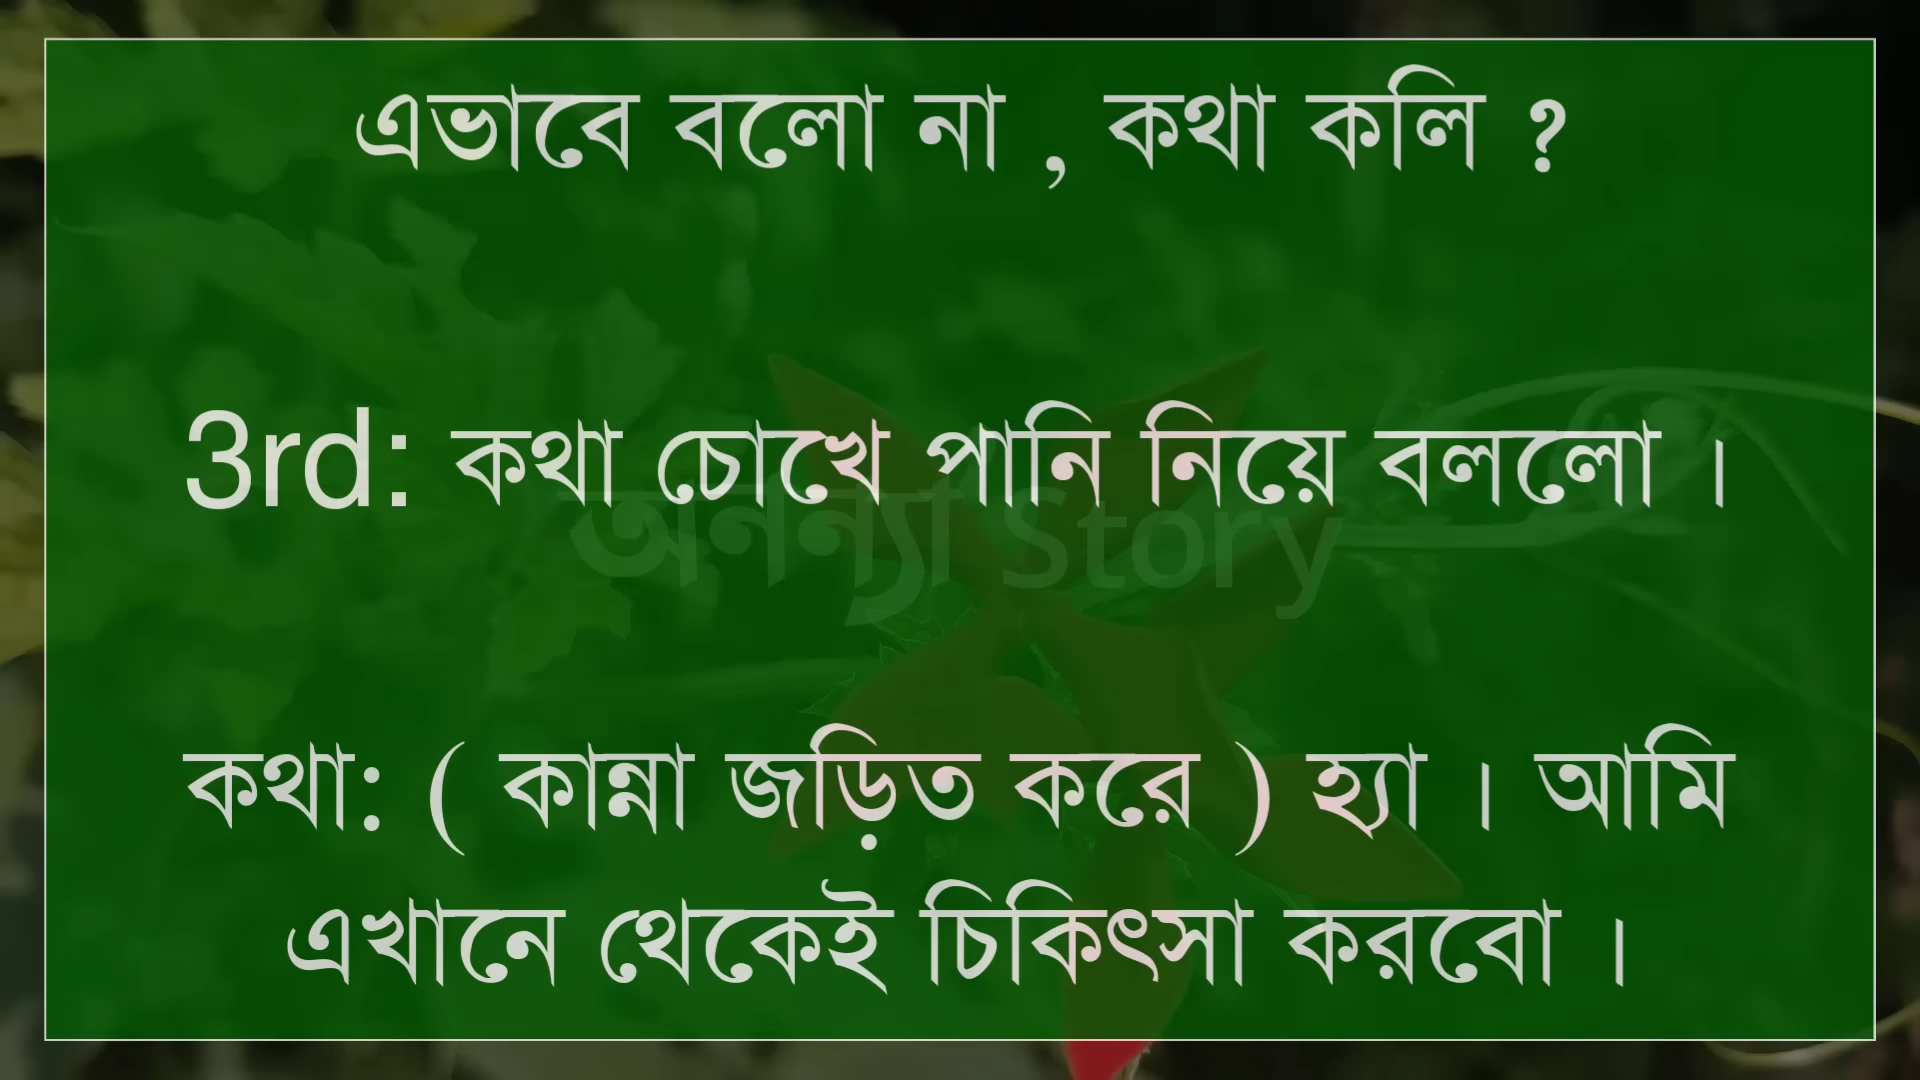 এভাবে বলো না , কথা কলি ?
3rd: কথা চোখে পানি নিয়ে বললো ।
অনন্যা Story
কথা: ( কান্না জড়িত করে ) হ্যা । আমি
এখানে থেকেই চিকিৎসা করবো ।